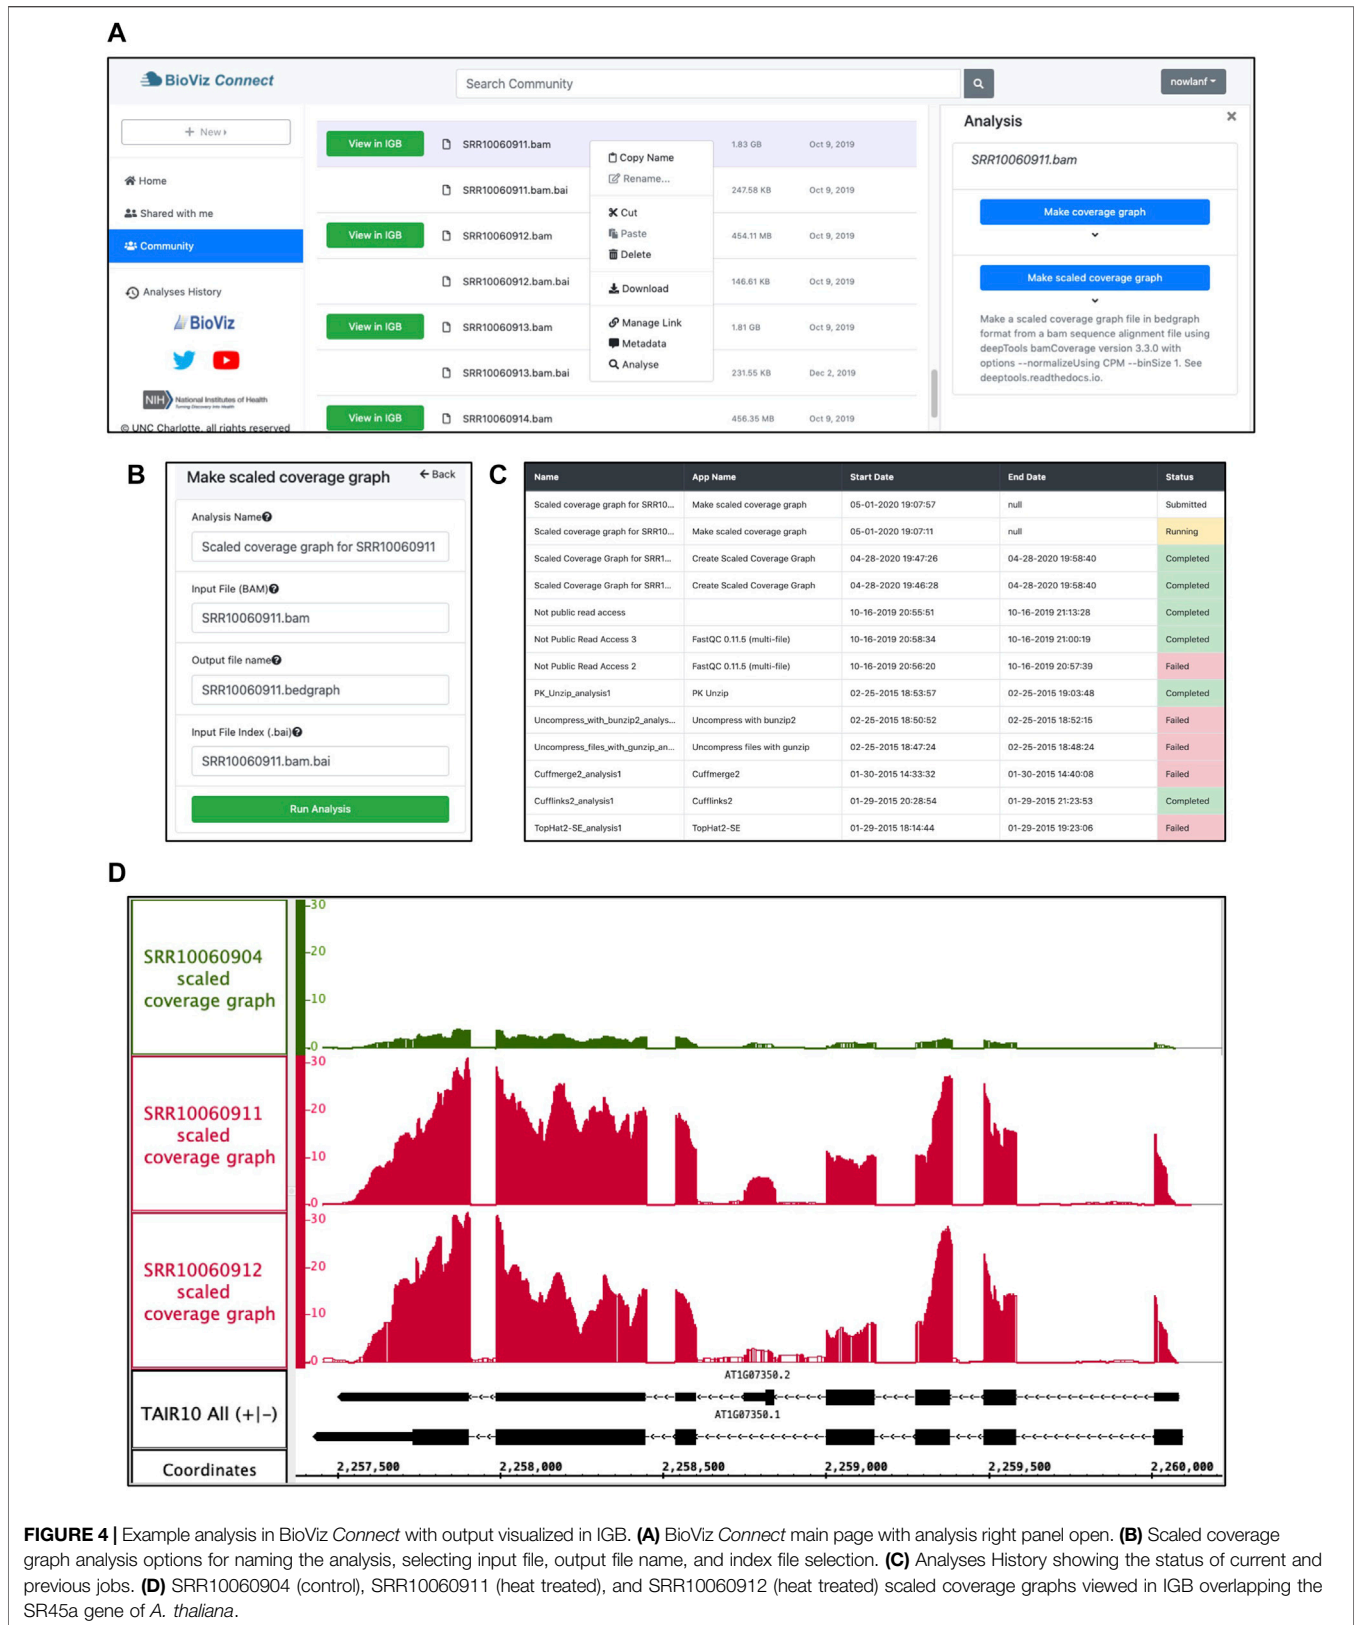 A
BioViz Connect
Search Community
nowlanf
+ New
Home
Shared with me
Community
Analyses History
BioViz
NIH National Institutes of Health
Turning Discovery Into Health
© UNC Charlotte, all rights reserved
View in IGB SRR10060911.bam 1.83 GB Oct 9, 2019
SRR10060911.bam.bai 247.58 KB Oct 9, 2019
View in IGB SRR10060912.bam 454.11 MB Oct 9, 2019
SRR10060912.bam.bai 146.61 KB Oct 9, 2019
View in IGB SRR10060913.bam 1.81 GB Oct 9, 2019
SRR10060913.bam.bai 231.55 KB Dec 2, 2019
View in IGB SRR10060914.bam 456.35 MB Oct 9, 2019
Copy Name
Rename...
Cut
Paste
Delete
Download
Manage Link
Metadata
Analyse
Analysis ×
SRR10060911.bam
Make coverage graph
Make scaled coverage graph
Make a scaled coverage graph file in bedgraph
format from a bam sequence alignment file using
deepTools bamCoverage version 3.3.0 with
options --normalizeUsing CPM --binSize 1. See
deeptools.readthedocs.io.
B
Make scaled coverage graph ← Back
Analysis Name
Scaled coverage graph for SRR10060911
Input File (BAM)
SRR10060911.bam
Output file name
SRR10060911.bedgraph
Input File Index (.bai)
SRR10060911.bam.bai
Run Analysis
C
Name App Name Start Date End Date Status
Scaled coverage graph for SRR10... Make scaled coverage graph 05-01-2020 19:07:57 null Submitted
Scaled coverage graph for SRR10... Make scaled coverage graph 05-01-2020 19:07:11 null Running
Scaled Coverage Graph for SRR1... Create Scaled Coverage Graph 04-28-2020 19:47:26 04-28-2020 19:58:40 Completed
Scaled Coverage Graph for SRR1... Create Scaled Coverage Graph 04-28-2020 19:46:28 04-28-2020 19:58:40 Completed
Not public read access 10-16-2019 20:55:51 10-16-2019 21:13:28 Completed
Not Public Read Access 3 FastQC 0.11.5 (multi-file) 10-16-2019 20:58:34 10-16-2019 21:00:19 Completed
Not Public Read Access 2 FastQC 0.11.5 (multi-file) 10-16-2019 20:56:20 10-16-2019 20:57:39 Failed
PK_Unzip_analysis1 PK Unzip 02-25-2015 18:53:57 02-25-2015 19:03:48 Completed
Uncompress_with_bunzip2_analys... Uncompress with bunzip2 02-25-2015 18:50:52 02-25-2015 18:52:15 Failed
Uncompress_files_with_gunzip_an... Uncompress files with gunzip 02-25-2015 18:47:24 02-25-2015 18:48:24 Failed
Cuffmerge2_analysis1 Cuffmerge2 01-30-2015 14:33:32 01-30-2015 14:40:08 Failed
Cufflinks2_analysis1 Cufflinks2 01-29-2015 20:28:54 01-29-2015 21:23:53 Completed
TopHat2-SE_analysis1 TopHat2-SE 01-29-2015 18:14:44 01-29-2015 19:23:06 Failed
D
SRR10060904
scaled
coverage graph
30
20
10
0
SRR10060911
scaled
coverage graph
30
20
10
0
SRR10060912
scaled
coverage graph
30
20
10
0
AT1G07350.2
TAIR10 All (+|-)
AT1G07350.1
Coordinates 2,257,500 2,258,000 2,258,500 2,259,000 2,259,500 2,260,000
FIGURE 4 | Example analysis in BioViz Connect with output visualized in IGB. (A) BioViz Connect main page with analysis right panel open. (B) Scaled coverage
graph analysis options for naming the analysis, selecting input file, output file name, and index file selection. (C) Analyses History showing the status of current and
previous jobs. (D) SRR10060904 (control), SRR10060911 (heat treated), and SRR10060912 (heat treated) scaled coverage graphs viewed in IGB overlapping the
SR45a gene of A. thaliana.